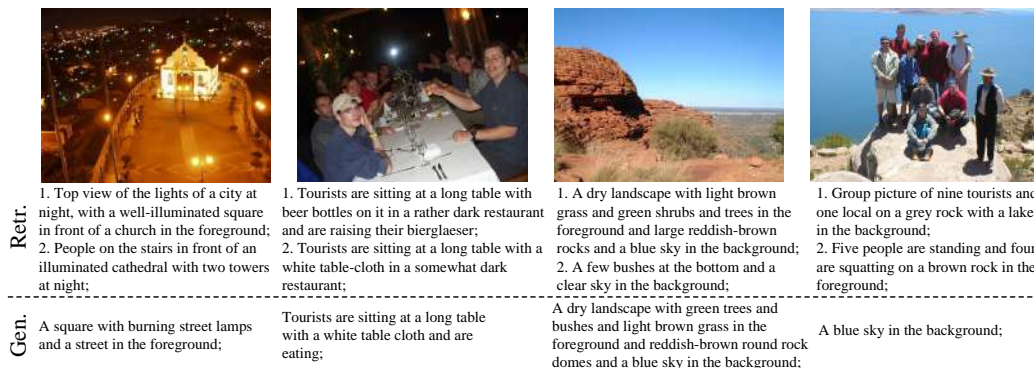 Retr.
1. Top view of the lights of a city at
night, with a well-illuminated square
in front of a church in the foreground;
2. People on the stairs in front of an
illuminated cathedral with two towers
at night;
1. Tourists are sitting at a long table with
beer bottles on it in a rather dark restaurant
and are raising their bierglaeser;
2. Tourists are sitting at a long table with a
white table-cloth in a somewhat dark
restaurant;
1. A dry landscape with light brown
grass and green shrubs and trees in the
foreground and large reddish-brown
rocks and a blue sky in the background;
2. A few bushes at the bottom and a
clear sky in the background;
1. Group picture of nine tourists and
one local on a grey rock with a lake
in the background;
2. Five people are standing and four
are squatting on a brown rock in the
foreground;
Gen.
A square with burning street lamps
and a street in the foreground;
Tourists are sitting at a long table
with a white table cloth and are
eating;
A dry landscape with green trees and
bushes and light brown grass in the
foreground and reddish-brown round rock
domes and a blue sky in the background;
A blue sky in the background;